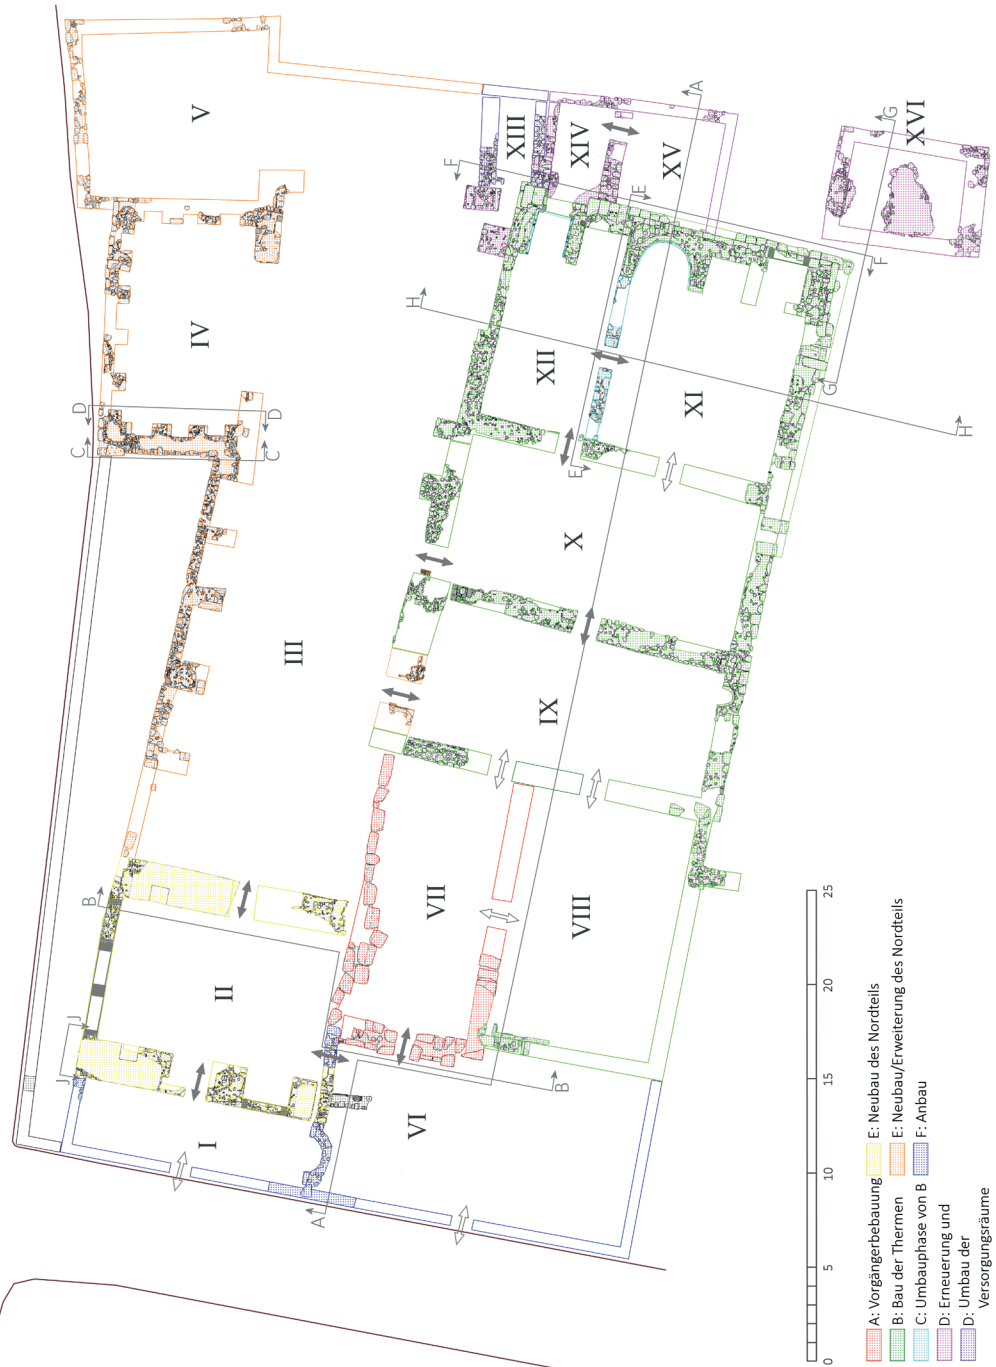 V
IV
III
II
I
XIII
XIV
XV
XVI
XII
XI
X
IX
VII
VIII
VI
A
A
B
B
C
C
D
D
E
E
F
F
G
G
H
H
J
J
0
5
10
15
20
25
A: Vorgängerbebauung
B: Bau der Thermen
C: Umbauphase von B
D: Erneuerung und
D: Umbau der
Versorgungsräume
E: Neubau des Nordteils
E: Neubau/Erweiterung des Nordteils
F: Anbau